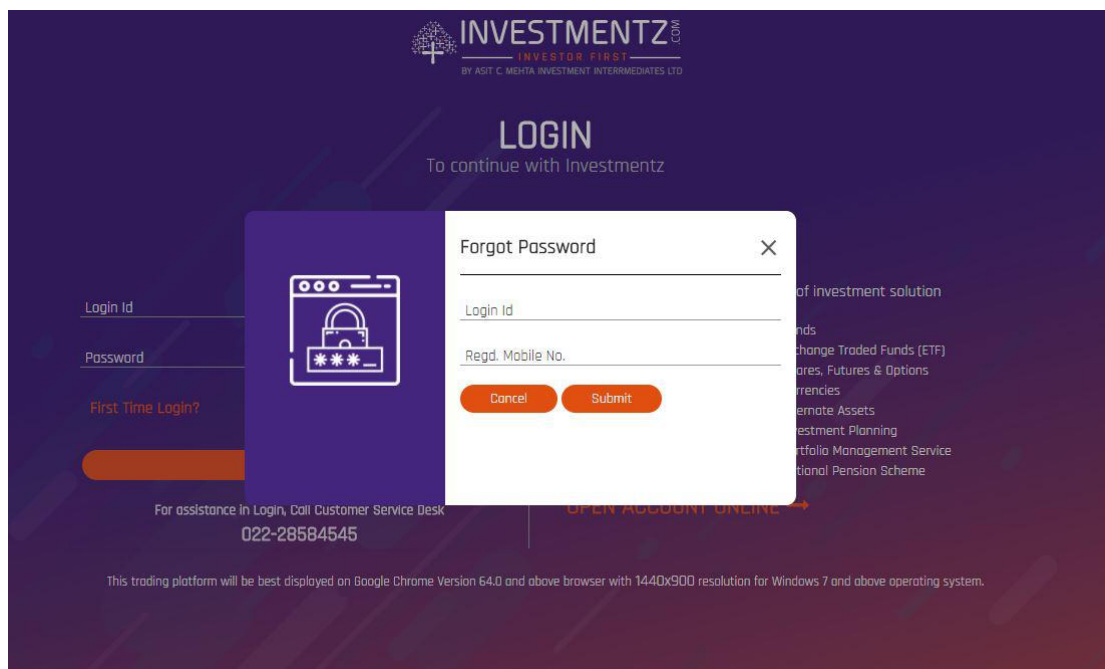 INVESTMENTZ.COM
INVESTOR FIRST
BY ASIT C. MEHTA INVESTMENT INTERRMEDIATES LTD
LOGIN
To continue with Investmentz
Forgot Password
Login Id
Regd. Mobile No.
Cancel Submit
***_
Login Id
Password
First Time Login?
For assistance in Login, Call Customer Service Desk
022-28584545
of investment solution
nds
change Traded Funds (ETF)
ares, Futures & Options
rrencies
ernate Assets
vestment Planning
rtfolio Management Service
tional Pension Scheme
OPEN ACCOUNT ONLINE
This trading platform will be best displayed on Google Chrome Version 64.0 and above browser with 1440x900 resolution for Windows 7 and above operating system.